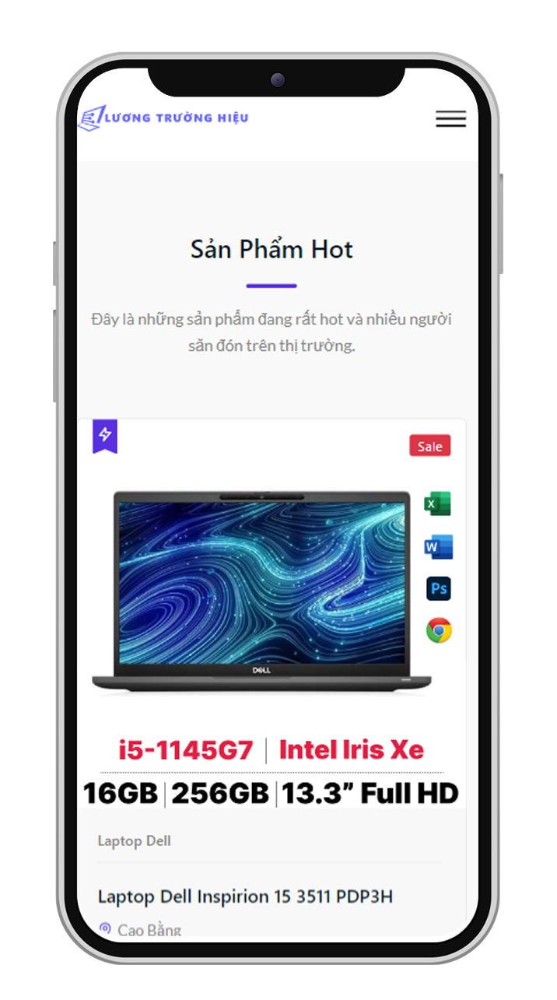 LƯƠNG TRƯỜNG HIỆU
Sản Phẩm Hot
Đây là những sản phẩm đang rất hot và nhiều người
săn đón trên thị trường.
Sale
X
W
Ps
DELL
i5-1145G7 | Intel Iris Xe
16GB | 256GB | 13.3” Full HD
Laptop Dell
Laptop Dell Inspirion 15 3511 PDP3H
Cao Bằng